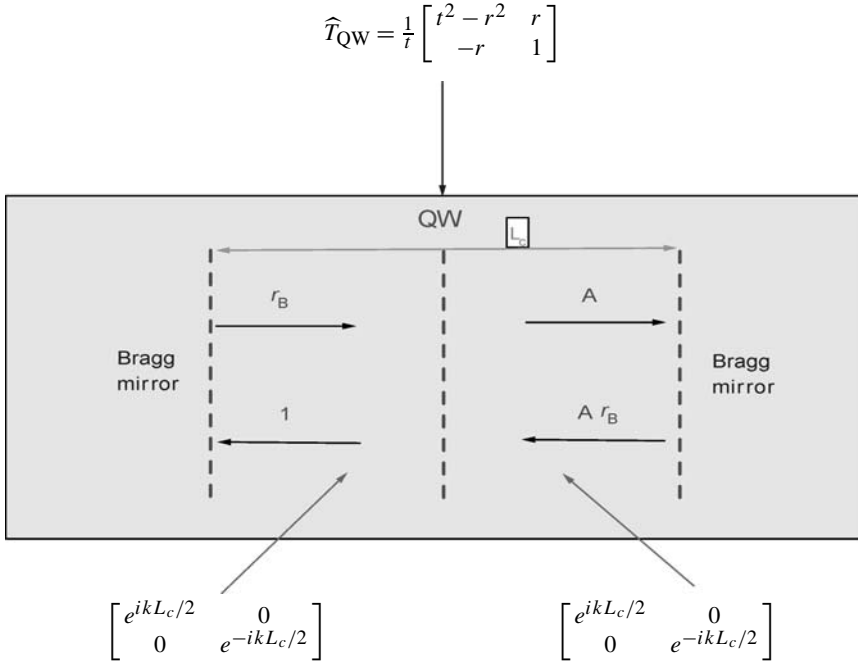 T̂_QW = 1/t [ t² − r²  r ; −r  1 ]
QW
L_c
r_B
A
Bragg mirror
Bragg mirror
1
A r_B
[ e^{ikL_c/2}  0 ; 0  e^{−ikL_c/2} ]
[ e^{ikL_c/2}  0 ; 0  e^{−ikL_c/2} ]